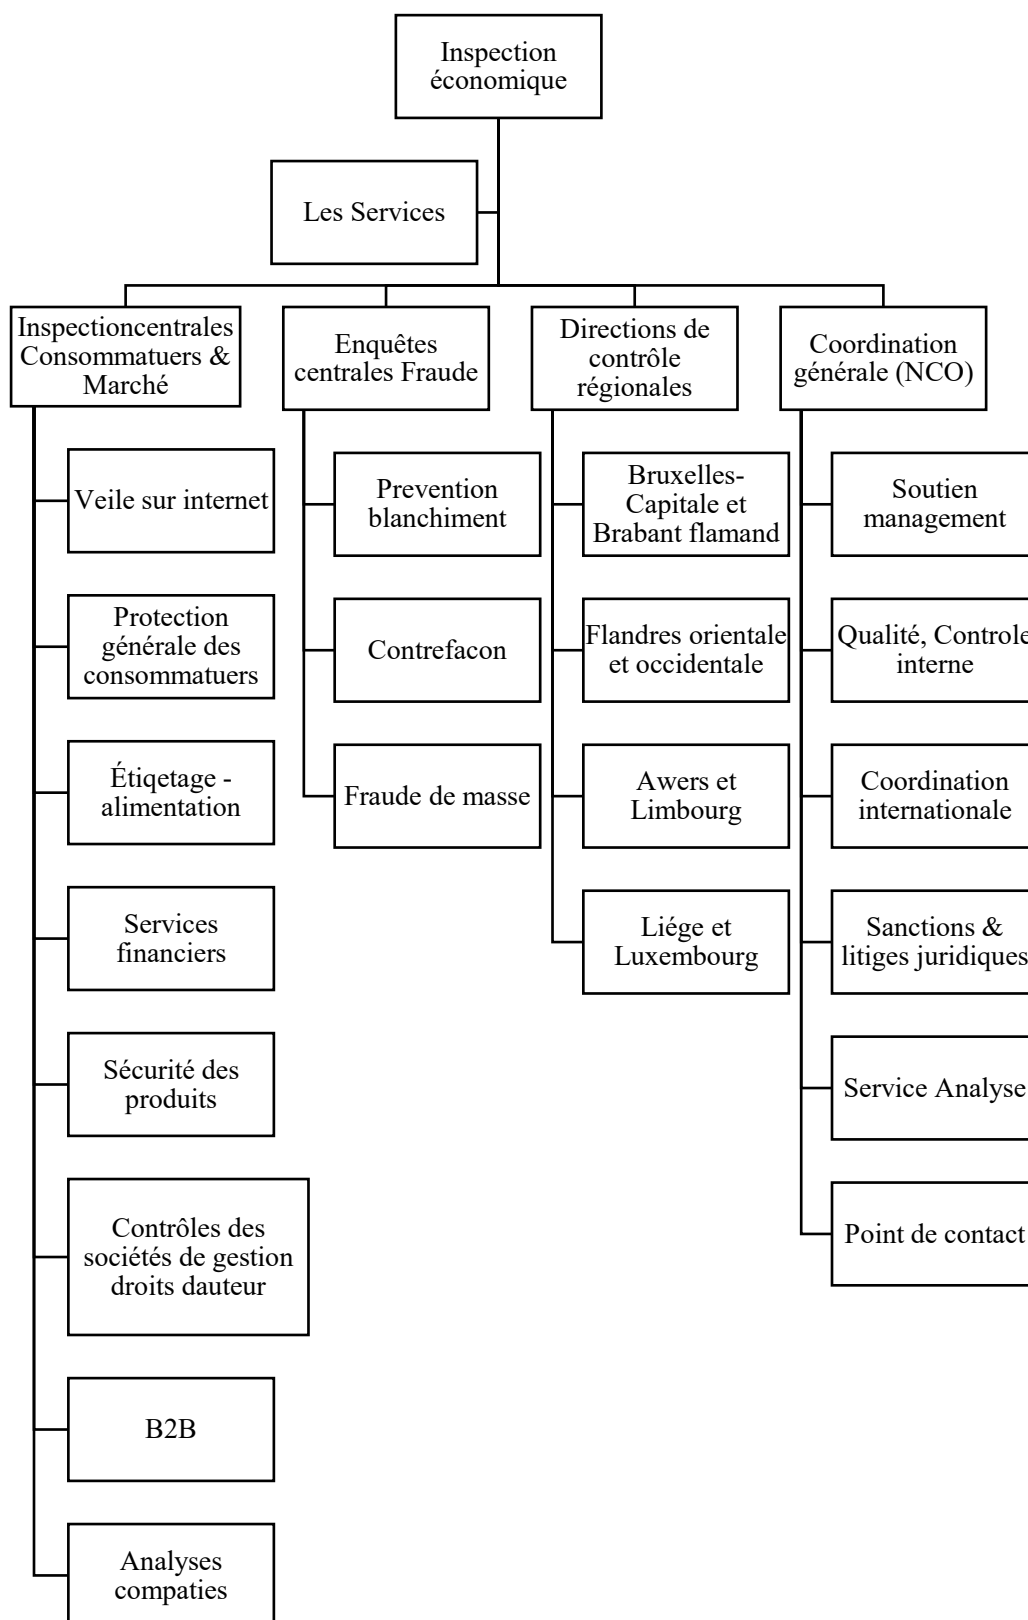 Inspection
économique
Les Services
Inspectioncentrales
Consommatuers &
Marché
Enquêtes
centrales Fraude
Directions de
contrôle
régionales
Coordination
générale (NCO)
Veile sur internet
Protection
générale des
consommatuers
Étiqetage -
alimentation
Services
financiers
Sécurité des
produits
Contrôles des
sociétés de gestion
droits dauteur
B2B
Analyses
compaties
Prevention
blanchiment
Contrefacon
Fraude de masse
Bruxelles-
Capitale et
Brabant flamand
Flandres orientale
et occidentale
Awers et
Limbourg
Liége et
Luxembourg
Soutien
management
Qualité, Controle
interne
Coordination
internationale
Sanctions &
litiges juridiques
Service Analyse
Point de contact